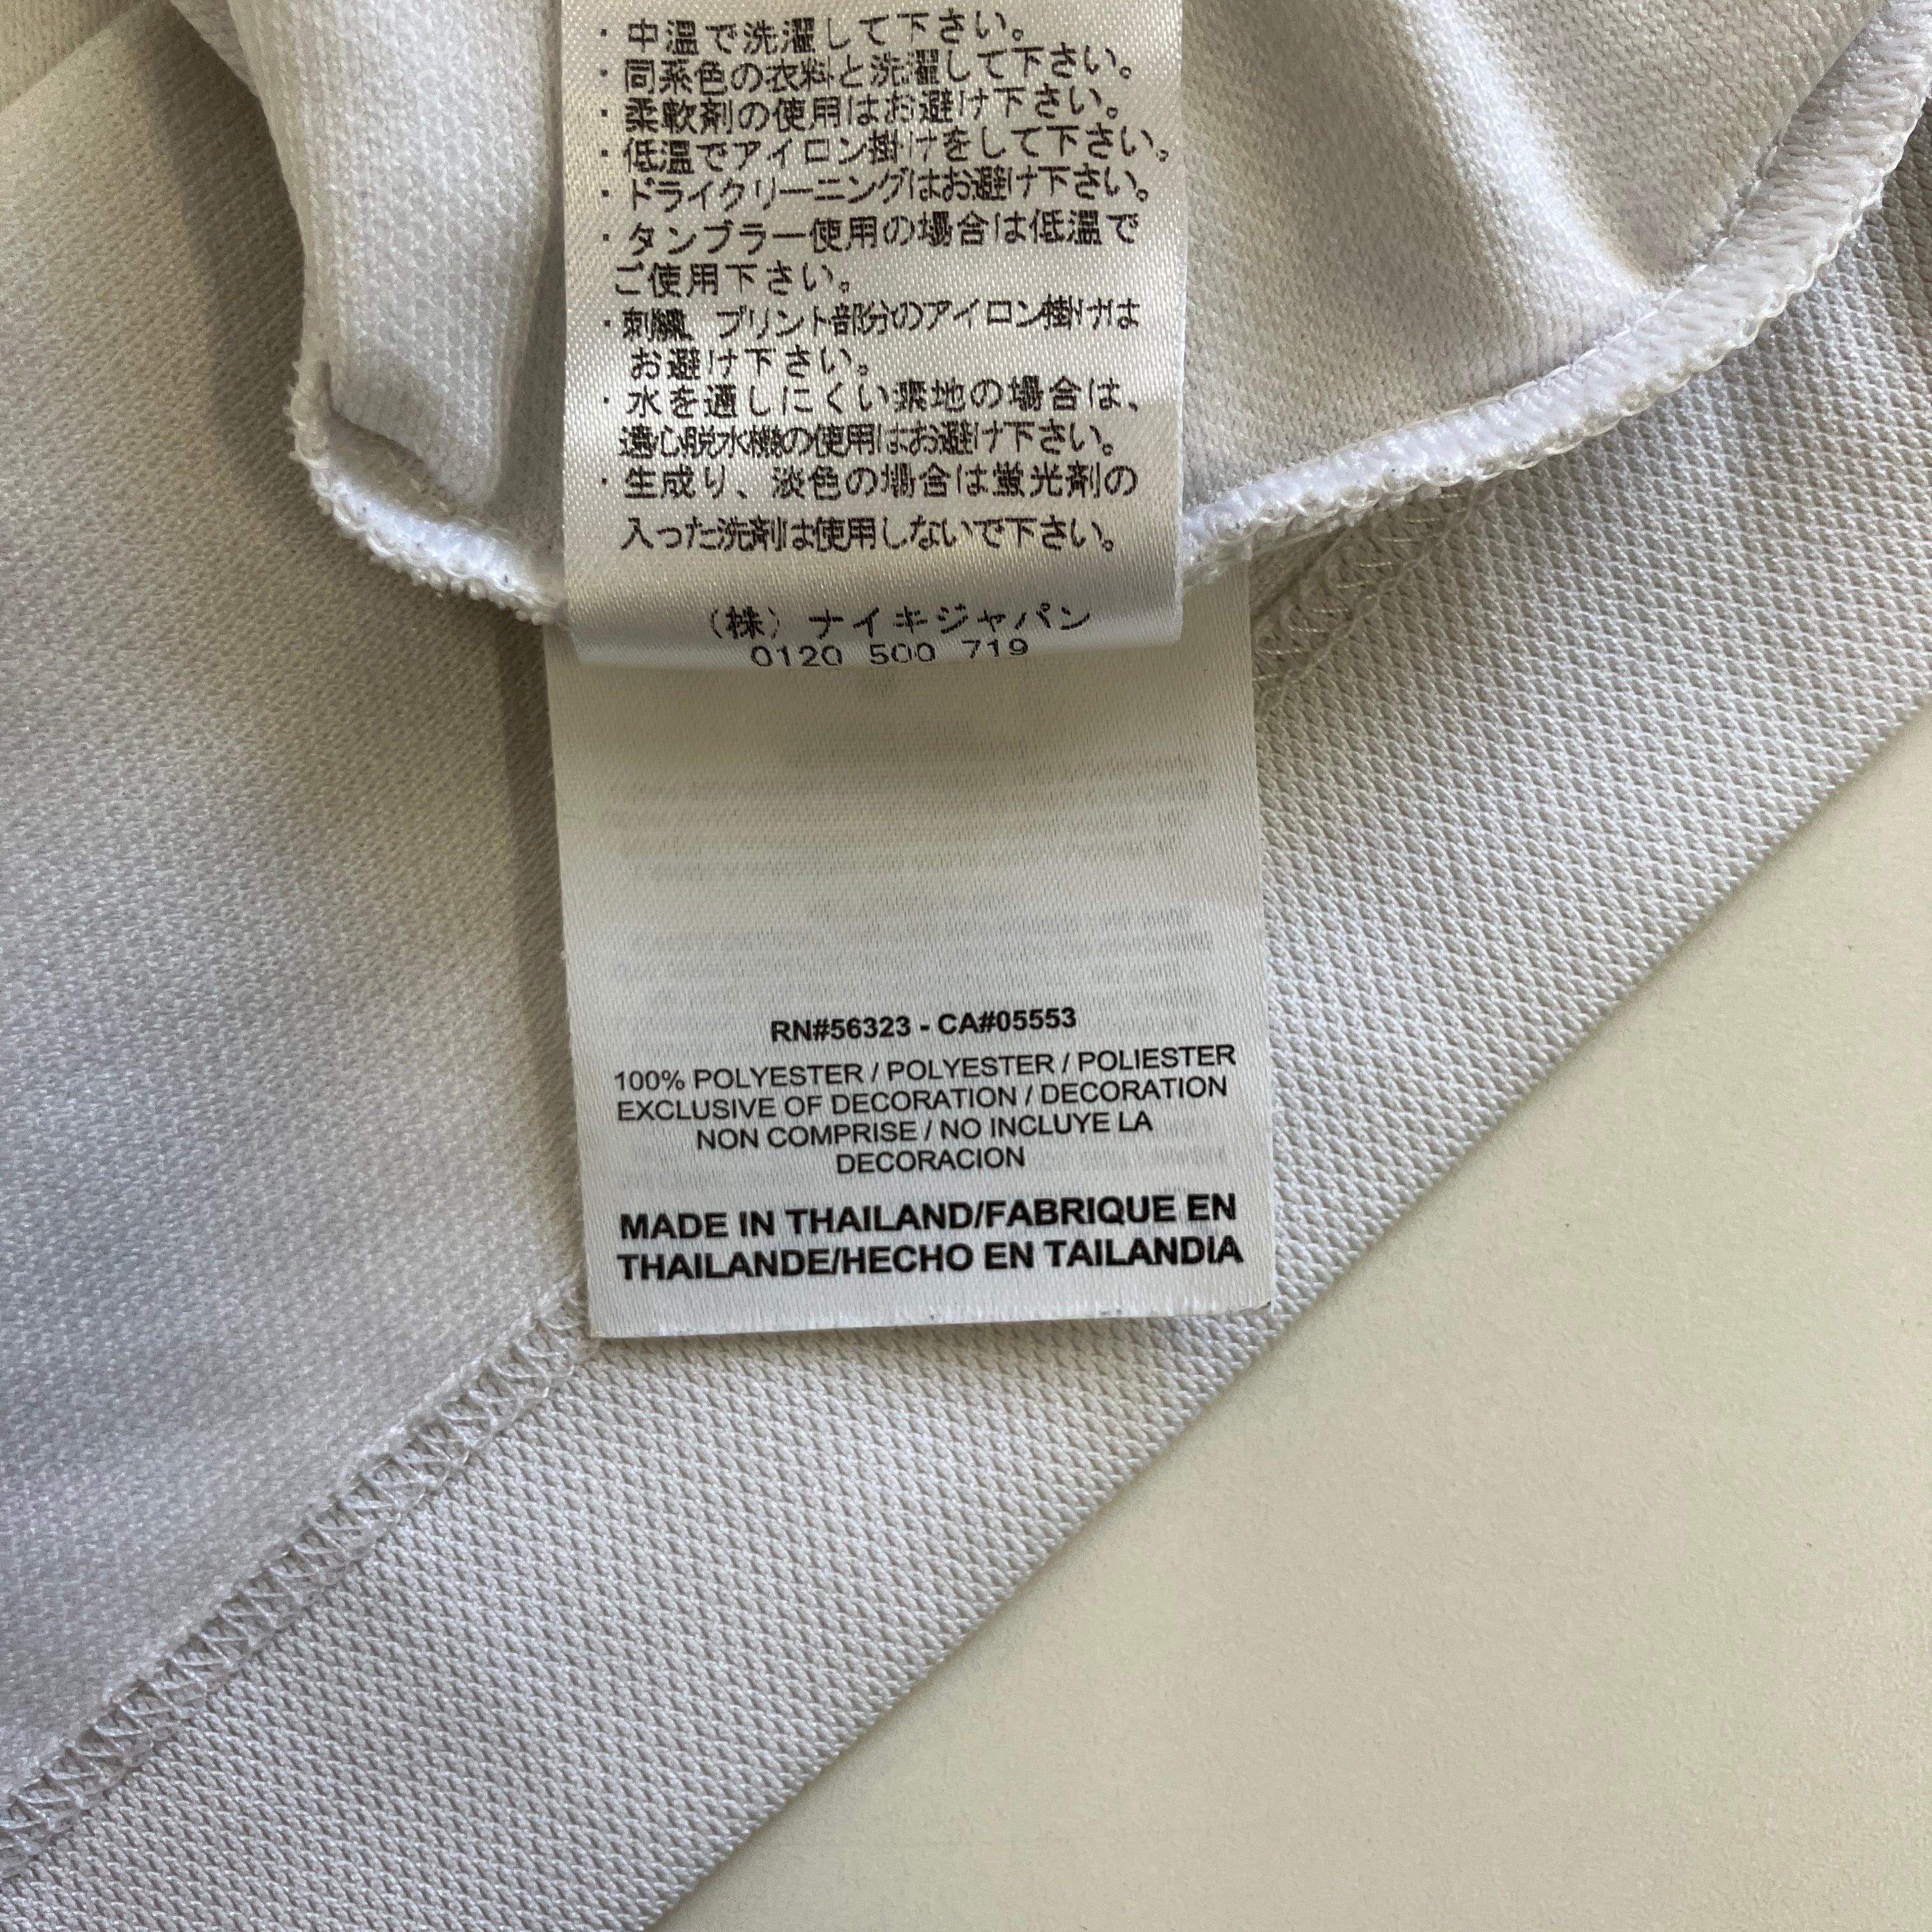 ・中温で洗濯して下さい。
・同系色の衣料と洗濯して下さい。
・柔軟剤の使用はお避け下さい。
・低温でアイロン掛けをして下さい。
・ドライクリーニングはお避け下さい。
・タンブラー使用の場合は低温で
ご使用下さい。
・刺繍、プリント部分のアイロン掛けは
お避け下さい。
・水を通しにくい素地の場合は、
遠心脱水機の使用はお避け下さい。
・生成り、淡色の場合は蛍光剤の
入った洗剤は使用しないで下さい。
（株）ナイキジャパン
0120 500 719
RN#56323 - CA#05553
100% POLYESTER / POLYESTER / POLIESTER
EXCLUSIVE OF DECORATION / DECORATION
NON COMPRISE / NO INCLUYE LA
DECORACION
MADE IN THAILAND/FABRIQUE EN
THAILANDE/HECHO EN TAILANDIA